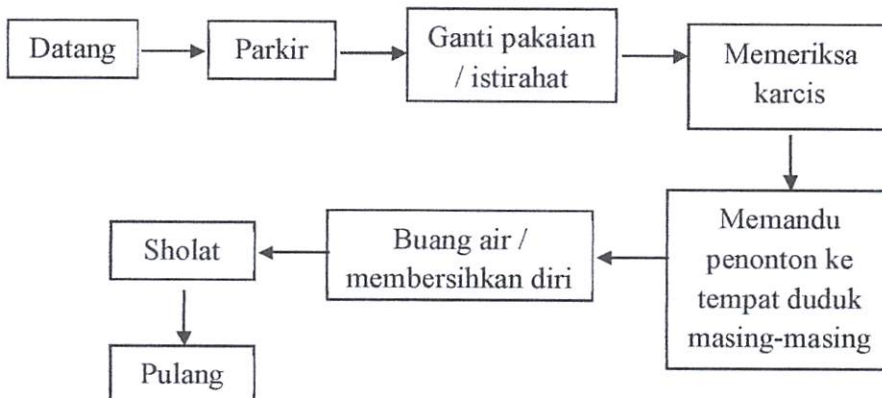 Datang
Parkir
Ganti pakaian
/ istirahat
Memeriksa
karcis
Memandu
penonton ke
tempat duduk
masing-masing
Buang air /
membersihkan diri
Sholat
Pulang